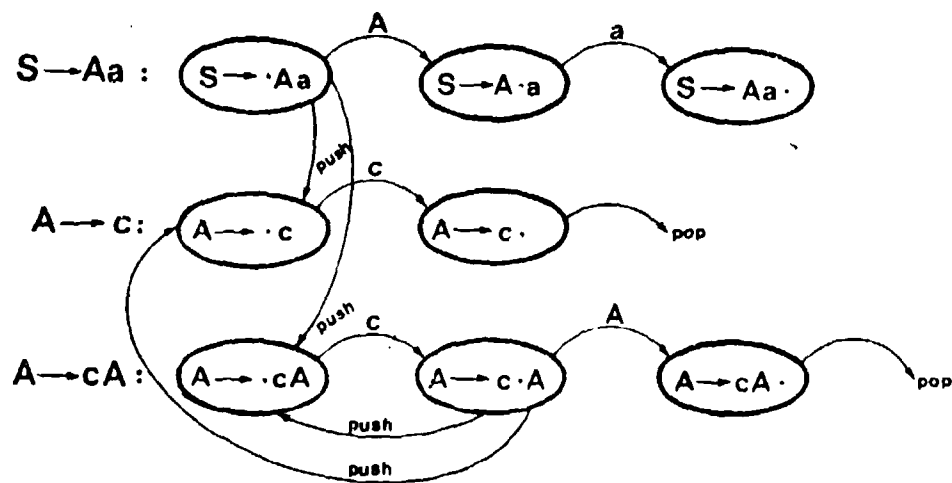 A a
S → Aa : S → ·Aa S → A·a S → Aa·
push c
A → c : A → ·c A → c· pop
push c A
A → cA : A → ·cA A → c·A A → cA· pop
push
push